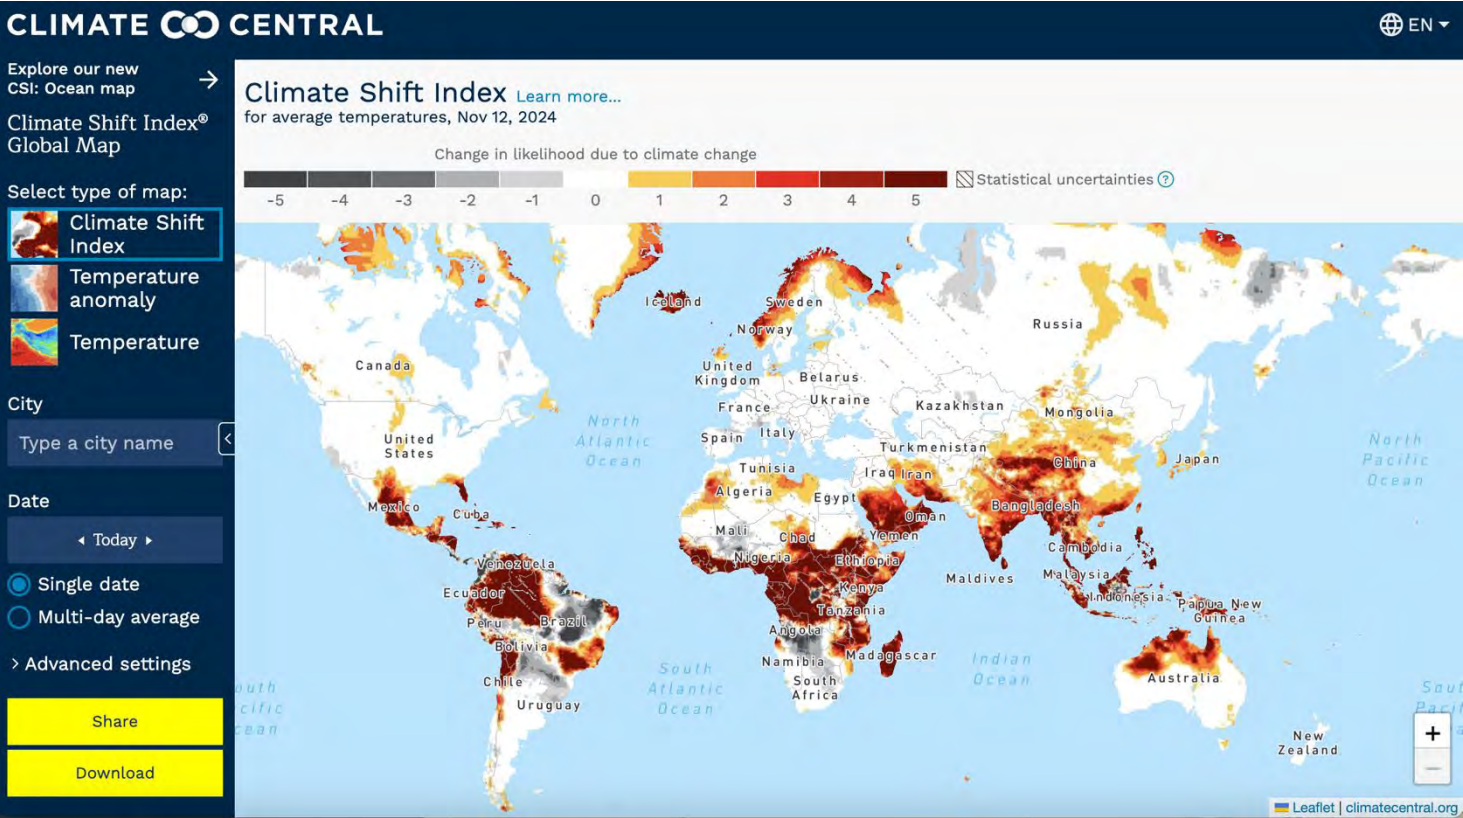 CLIMATE CENTRAL
EN
Explore our new
CSI: Ocean map
Climate Shift Index®
Global Map
Select type of map:
Climate Shift
Index
Temperature
anomaly
Temperature
City
Type a city name
Date
Today
Single date
Multi-day average
Advanced settings
Share
Download
Climate Shift Index Learn more...
for average temperatures, Nov 12, 2024
Change in likelihood due to climate change
-5 -4 -3 -2 -1 0 1 2 3 4 5
Statistical uncertainties ?
Iceland
Sweden
Norway
Russia
Canada
United
Kingdom
Belarus
Ukraine
France
Kazakhstan
Mongolia
North
Atlantic
Ocean
United
States
Spain
Italy
Turkmenistan
North
Pacific
Ocean
Tunisia
Iraq
Iran
China
Japan
Algeria
Egypt
Mexico
Cuba
Bangladesh
Oman
Mali
Chad
Yemen
Cambodia
Venezuela
Nigeria
Ethiopia
Maldives
Malaysia
Ecuador
Kenya
Indonesia
Papua New
Guinea
Peru
Brazil
Tanzania
Angola
Bolivia
Namibia
Madagascar
Indian
Ocean
South
Atlantic
Ocean
Chile
South
Africa
Australia
Uruguay
outh
cific
cean
Sout
Pacif
New
Zealand
+
−
Leaflet | climatecentral.org